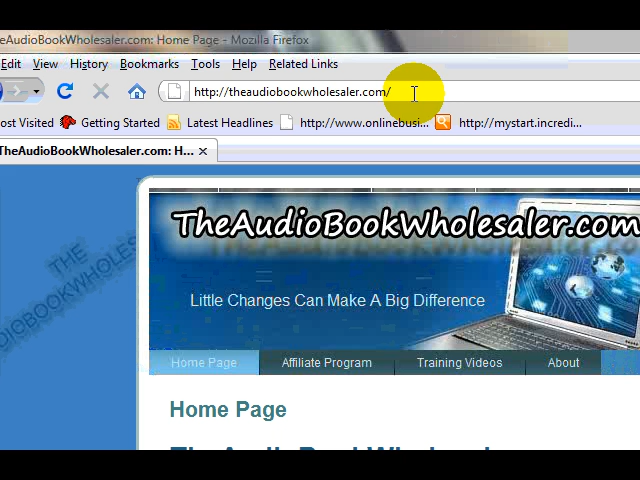 TheAudioBookWholesaler.com: Home Page - Mozilla Firefox
Edit View History Bookmarks Tools Help Related Links
http://theaudiobookwholesaler.com/
ost Visited Getting Started Latest Headlines http://www.onlinebusi... http://mystart.incredi...
TheAudioBookWholesaler.com: H...
THE
TheAudioBookWholesaler.com
Little Changes Can Make A Big Difference
Home Page Affiliate Program Training Videos About
Home Page